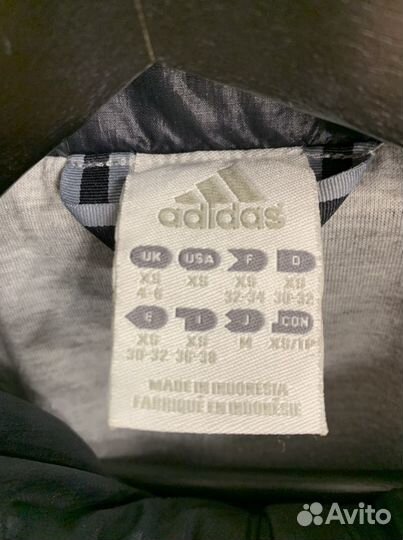 adidas
UK USA F D
XS XS XS XS
4-6 32-34 30-32
E I J CON
XS XS M XS/TP
30-32 36-38
MADE IN INDONESIA
FABRIQUÉ EN INDONÉSIE
Avito